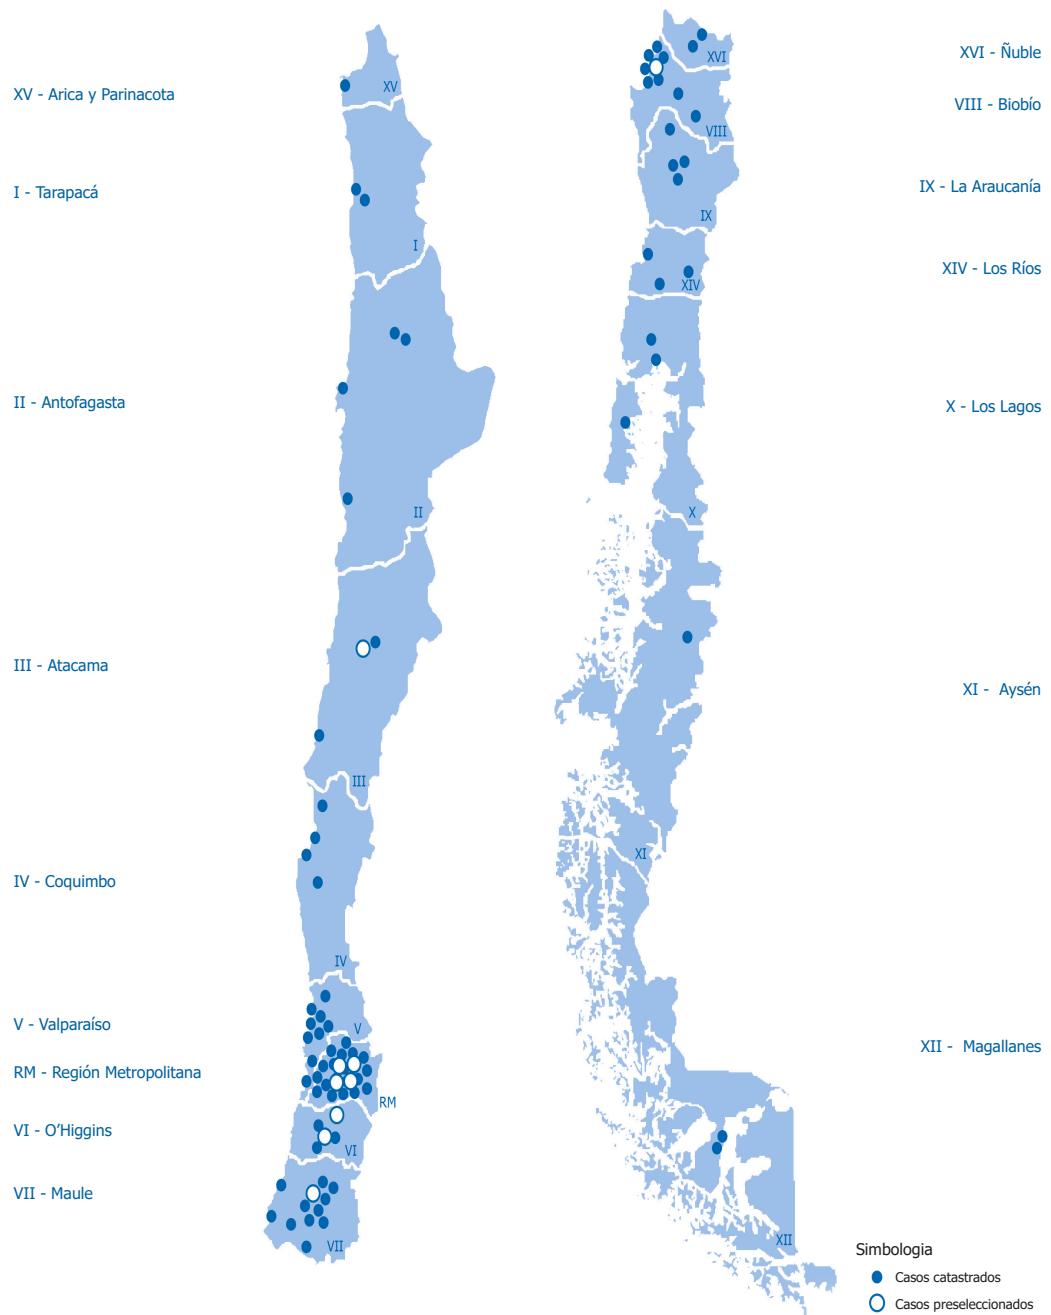 XV - Arica y Parinacota
I - Tarapacá
II - Antofagasta
III - Atacama
IV - Coquimbo
V - Valparaíso
RM - Región Metropolitana
VI - O’Higgins
VII - Maule
XV
I
II
III
IV
V
RM
VI
VII
XVI
VIII
IX
XIV
X
XI
XII
XVI - Ñuble
VIII - Biobío
IX - La Araucanía
XIV - Los Ríos
X - Los Lagos
XI - Aysén
XII - Magallanes
Simbologia
Casos catastrados
Casos preseleccionados